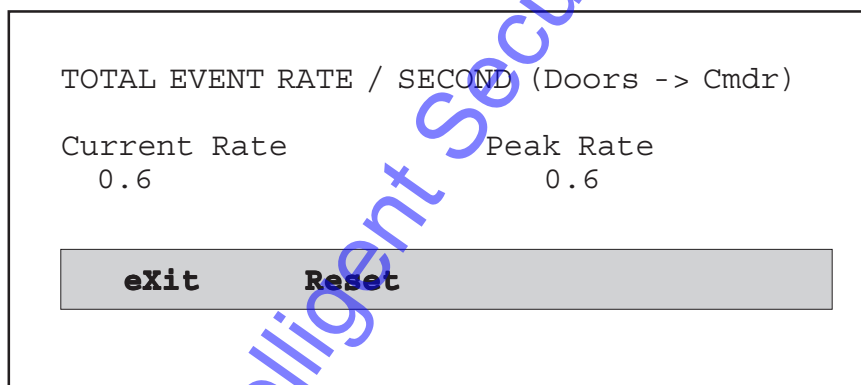 TOTAL EVENT RATE / SECOND (Doors -> Cmdr)
Current Rate Peak Rate
0.6 0.6
eXit Reset